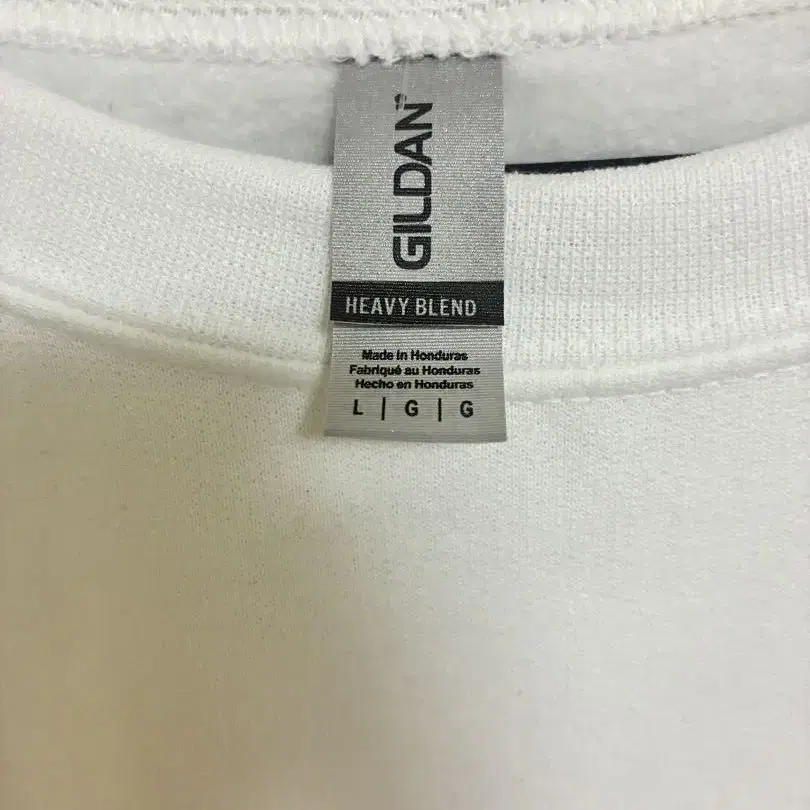 GILDAN
HEAVY BLEND
Made in Honduras
Fabriqué au Honduras
Hecho en Honduras
L | G | G